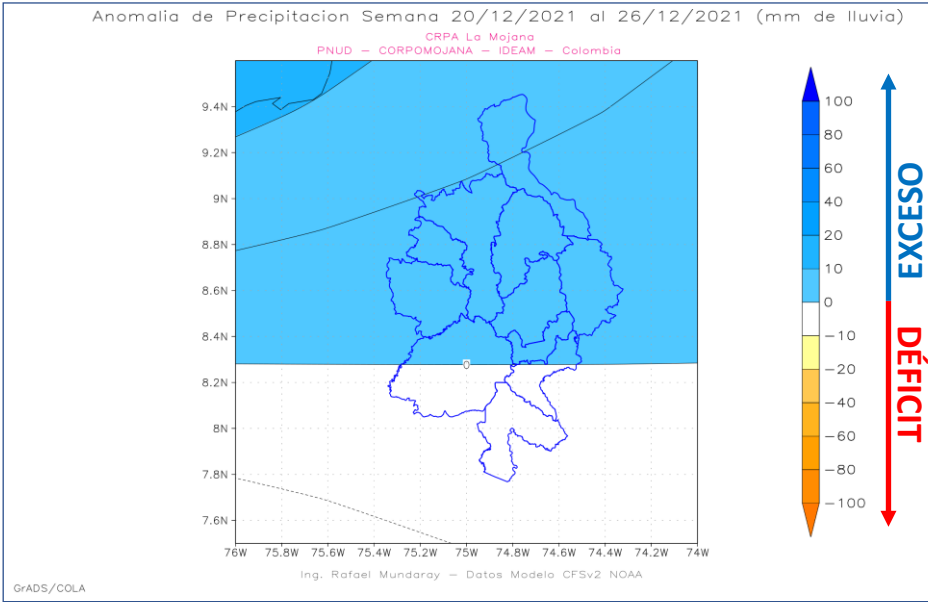 Anomalia de Precipitacion Semana 20/12/2021 al 26/12/2021 (mm de lluvia)
CRPA La Mojana
PNUD – CORPOMOJANA – IDEAM – Colombia
9.4N
9.2N
9N
8.8N
8.6N
8.4N
8.2N
8N
7.8N
7.6N
0
76W 75.8W 75.6W 75.4W 75.2W 75W 74.8W 74.6W 74.4W 74.2W 74W
100
80
60
40
20
10
0
−10
−20
−40
−60
−80
−100
EXCESO
DÉFICIT
Ing. Rafael Mundaray – Datos Modelo CFSv2 NOAA
GrADS/COLA